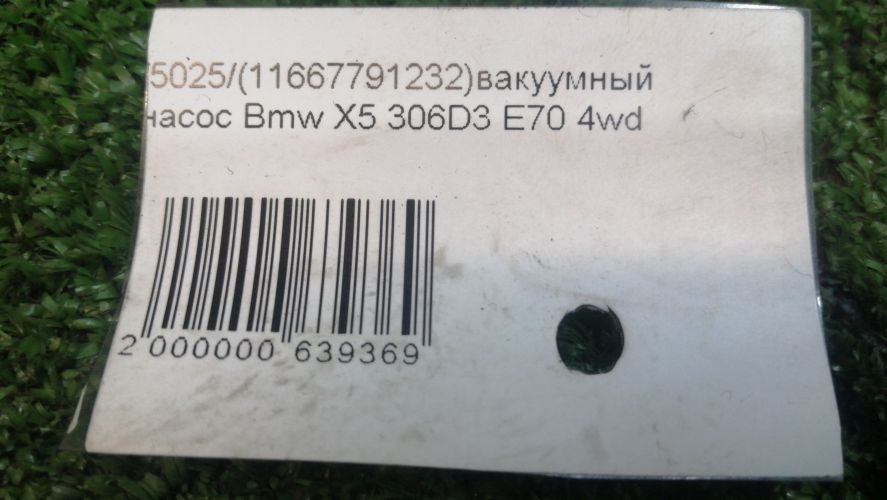 5025/(11667791232)вакуумный
насос Bmw X5 306D3 E70 4wd
2 000000 639369